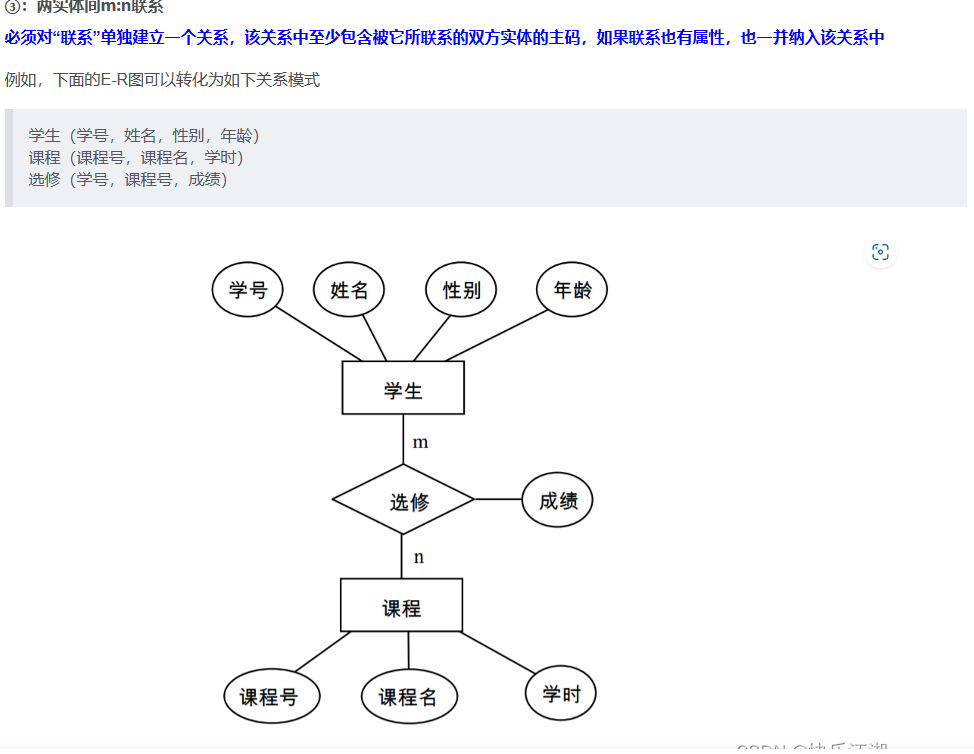 ③：两实体间m:n联系
必须对“联系”单独建立一个关系，该关系中至少包含被它所联系的双方实体的主码，如果联系也有属性，也一并纳入该关系中
例如，下面的E-R图可以转化为如下关系模式
学生（学号，姓名，性别，年龄）
课程（课程号，课程名，学时）
选修（学号，课程号，成绩）
学号 姓名 性别 年龄
学生
m
选修 成绩
n
课程
课程号 课程名 学时